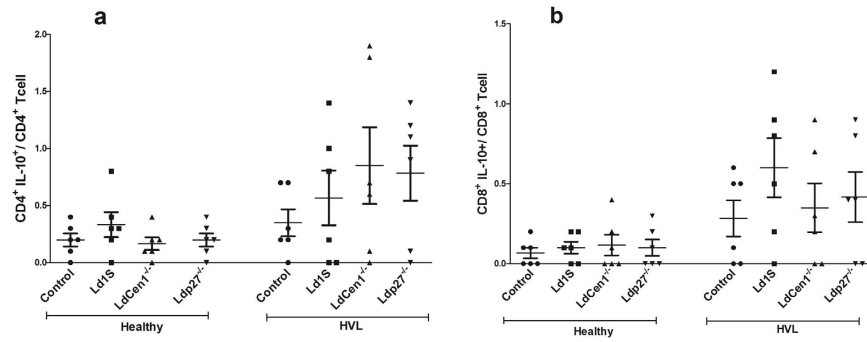 a
CD4+ IL-10+/ CD4+ Tcell
2.0
1.5
1.0
0.5
0.0
Control
Ld1S
LdCen1-/-
Ldp27-/-
Control
Ld1S
LdCen1-/-
Ldp27-/-
Healthy
HVL
b
CD8+ IL-10+/ CD8+ Tcell
1.5
1.0
0.5
0.0
Control
Ld1S
LdCen1-/-
Ldp27-/-
Control
Ld1S
LdCen1-/-
Ldp27-/-
Healthy
HVL